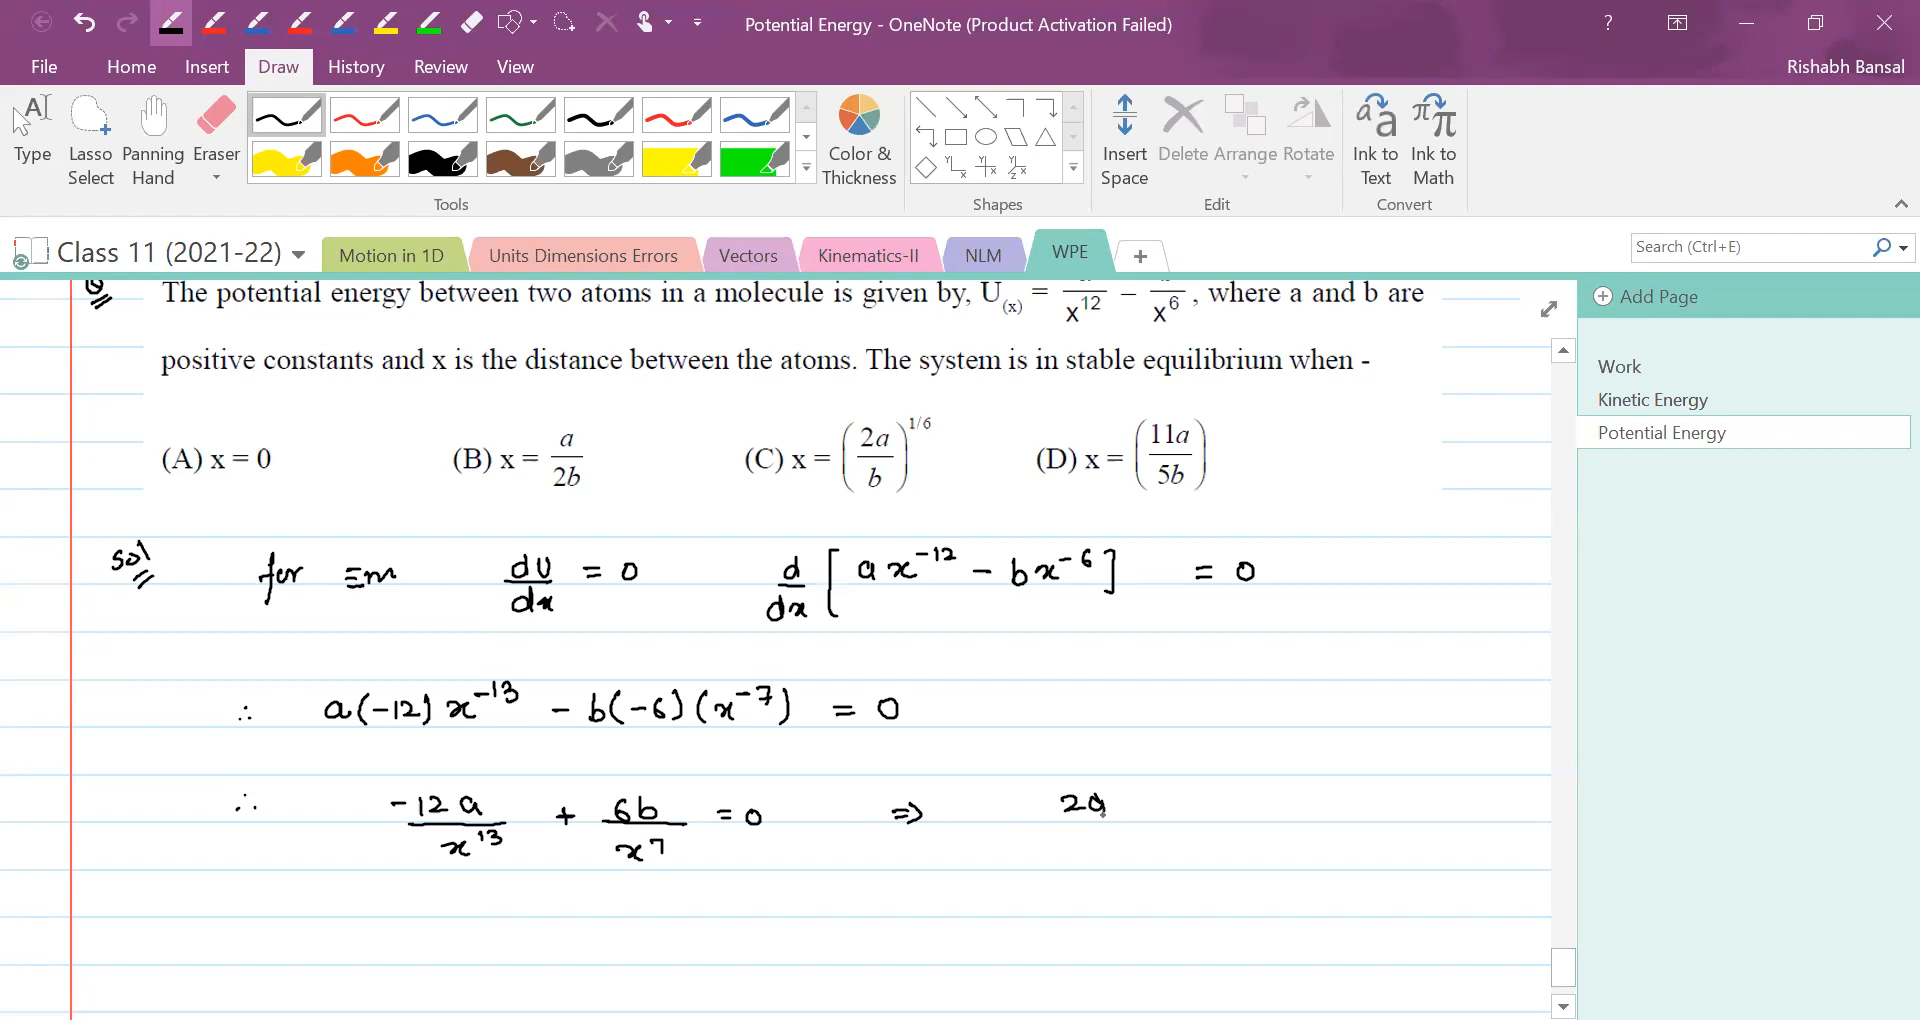 Potential Energy - OneNote (Product Activation Failed)
?
File Home Insert Draw History Review View
Rishabh Bansal
Type
Lasso Select
Panning Hand
Eraser
Color & Thickness
Insert Space
Delete
Arrange
Rotate
Ink to Text
Ink to Math
Tools
Shapes
Edit
Convert
Class 11 (2021-22)
Motion in 1D
Units Dimensions Errors
Vectors
Kinematics-II
NLM
WPE
+
Search (Ctrl+E)
Add Page
Work
Kinetic Energy
Potential Energy
The potential energy between two atoms in a molecule is given by, U(x) = /x^12 − /x^6, where a and b are
positive constants and x is the distance between the atoms. The system is in stable equilibrium when -
(A) x = 0 (B) x = a/2b (C) x = (2a/b)^1/6 (D) x = (11a/5b)
Sol for Em dU/dx = 0 d/dx [ax^-12 - bx^-6] = 0
∴ a(-12)x^-13 - b(-6)(x^-7) = 0
∴ -12a/x^13 + 6b/x^7 = 0 ⇒ 2a